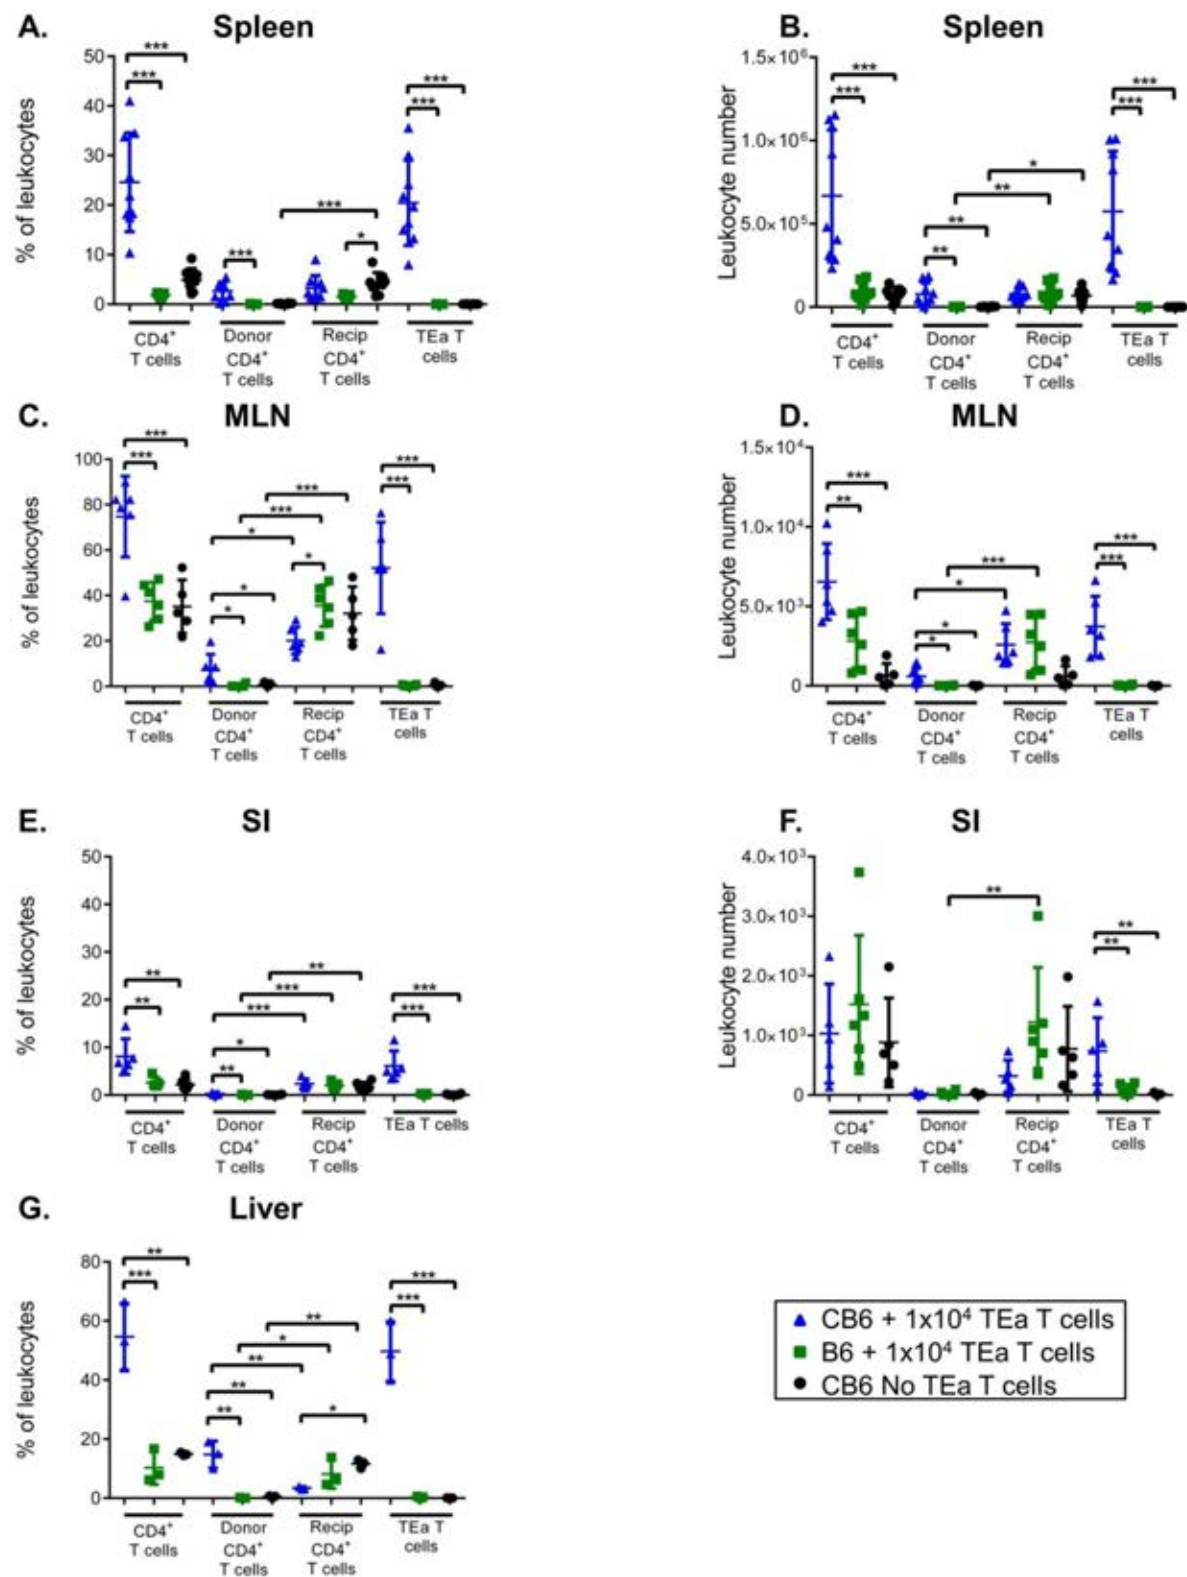 A. Spleen
% of leukocytes
50
40
30
20
10
0
*** *** *** *** *** * *** ***
CD4⁺ T cells
Donor CD4⁺ T cells
Recip CD4⁺ T cells
TEa T cells
B. Spleen
Leukocyte number
1.5×10⁶
1.0×10⁶
5.0×10⁵
0
*** *** ** ** ** * *** ***
CD4⁺ T cells
Donor CD4⁺ T cells
Recip CD4⁺ T cells
TEa T cells
C. MLN
% of leukocytes
100
80
60
40
20
0
*** *** * * * *** *** * *** ***
CD4⁺ T cells
Donor CD4⁺ T cells
Recip CD4⁺ T cells
TEa T cells
D. MLN
Leukocyte number
1.5×10⁴
1.0×10⁴
5.0×10³
0
*** ** * * * *** *** ***
CD4⁺ T cells
Donor CD4⁺ T cells
Recip CD4⁺ T cells
TEa T cells
E. SI
% of leukocytes
50
40
30
20
10
0
** ** ** * *** *** ** *** ***
CD4⁺ T cells
Donor CD4⁺ T cells
Recip CD4⁺ T cells
TEa T cells
F. SI
Leukocyte number
4.0×10³
3.0×10³
2.0×10³
1.0×10³
0
** ** **
CD4⁺ T cells
Donor CD4⁺ T cells
Recip CD4⁺ T cells
TEa T cells
G. Liver
% of leukocytes
80
60
40
20
0
** *** ** ** ** * ** * *** ***
CD4⁺ T cells
Donor CD4⁺ T cells
Recip CD4⁺ T cells
TEa T cells
CB6 + 1x10⁴ TEa T cells
B6 + 1x10⁴ TEa T cells
CB6 No TEa T cells